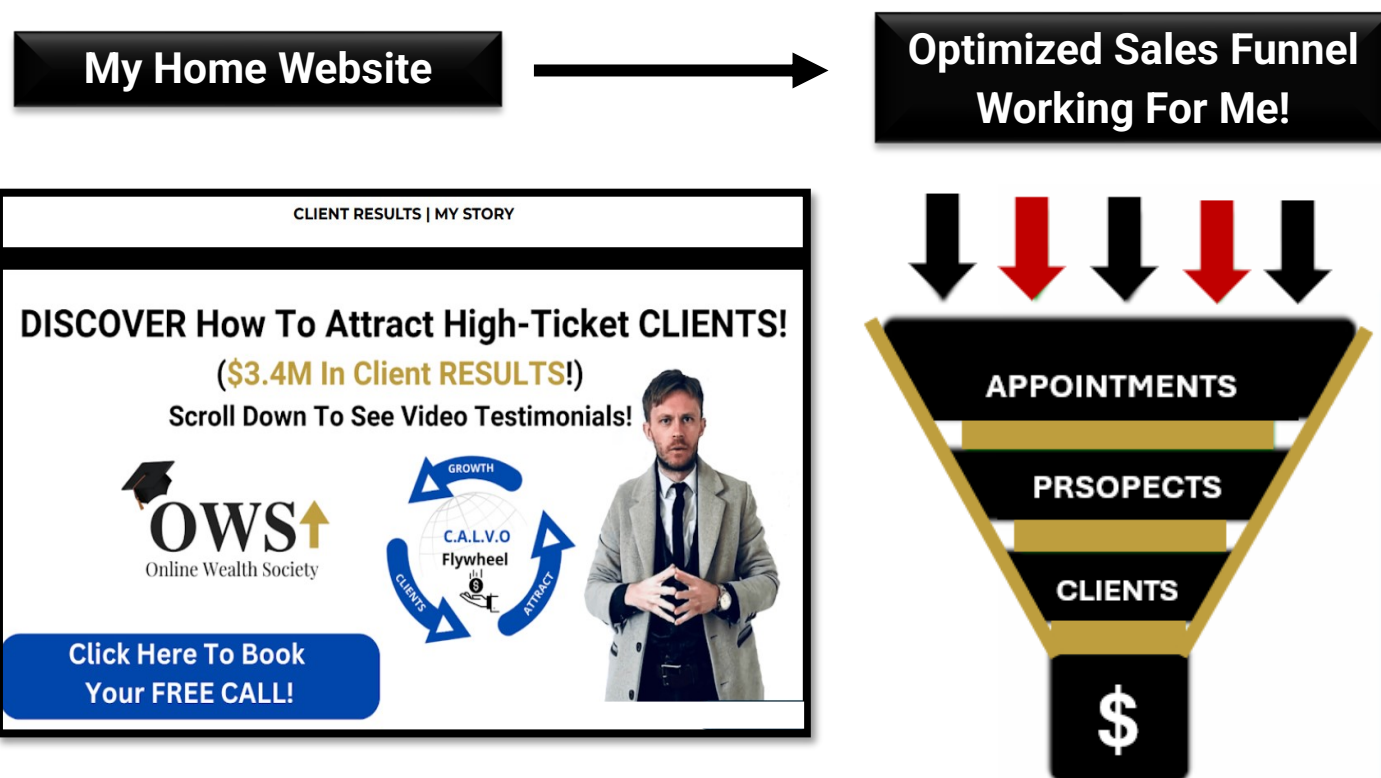 My Home Website
Optimized Sales Funnel
Working For Me!
CLIENT RESULTS | MY STORY
DISCOVER How To Attract High-Ticket CLIENTS!
($3.4M In Client RESULTS!)
Scroll Down To See Video Testimonials!
OWS
Online Wealth Society
GROWTH
C.A.L.V.O
Flywheel
$
CLIENTS
ATTRACT
Click Here To Book
Your FREE CALL!
APPOINTMENTS
PRSOPECTS
CLIENTS
$